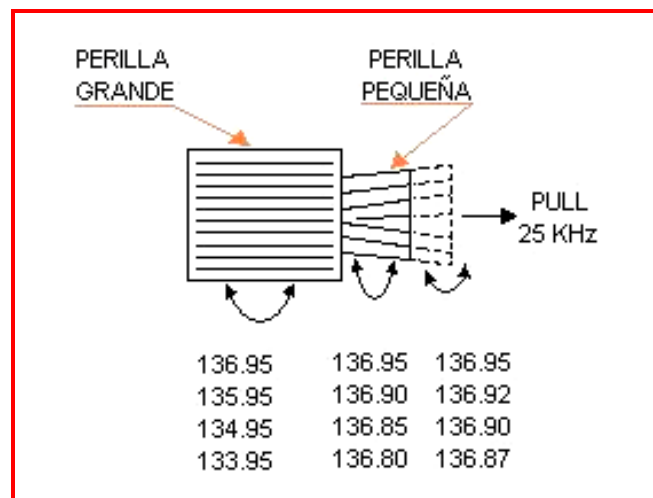 PERILLA GRANDE
PERILLA PEQUEÑA
PULL
25 KHz
136.95 136.95 136.95
135.95 136.90 136.92
134.95 136.85 136.90
133.95 136.80 136.87